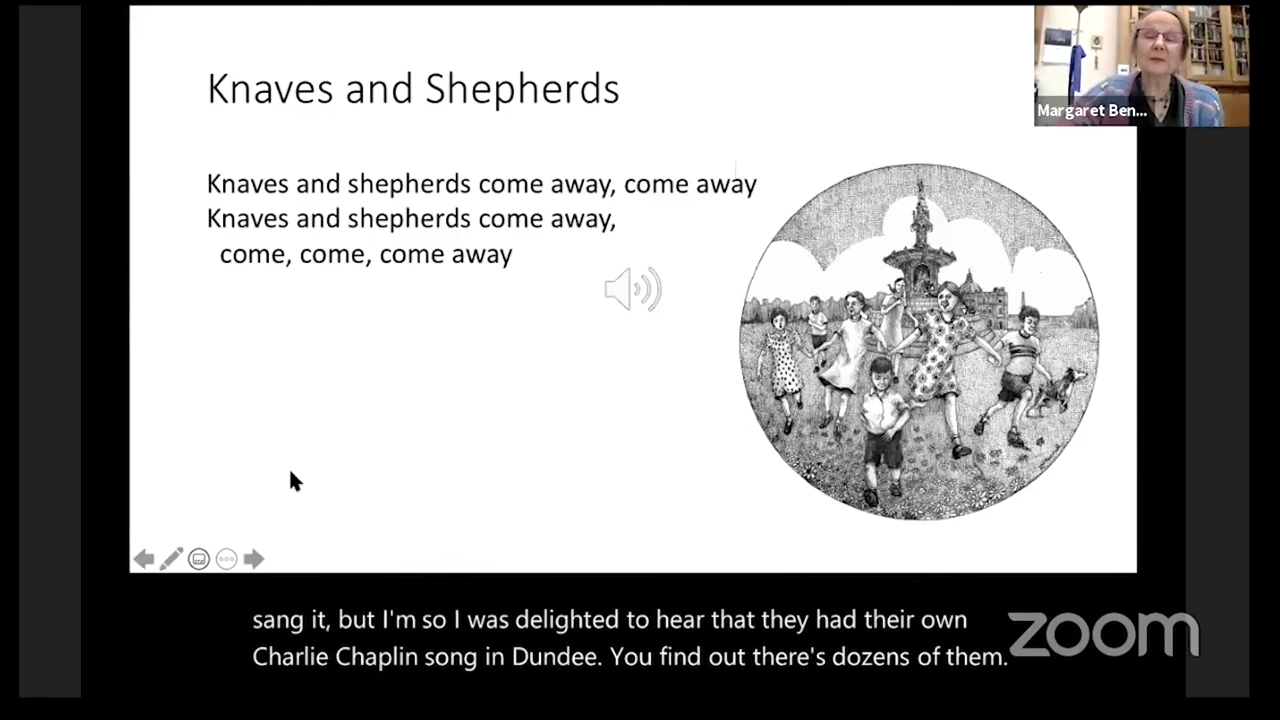 Knaves and Shepherds
Margaret Ben...
Knaves and shepherds come away, come away
Knaves and shepherds come away,
come, come, come away
sang it, but I'm so I was delighted to hear that they had their own
Charlie Chaplin song in Dundee. You find out there's dozens of them.
zoom